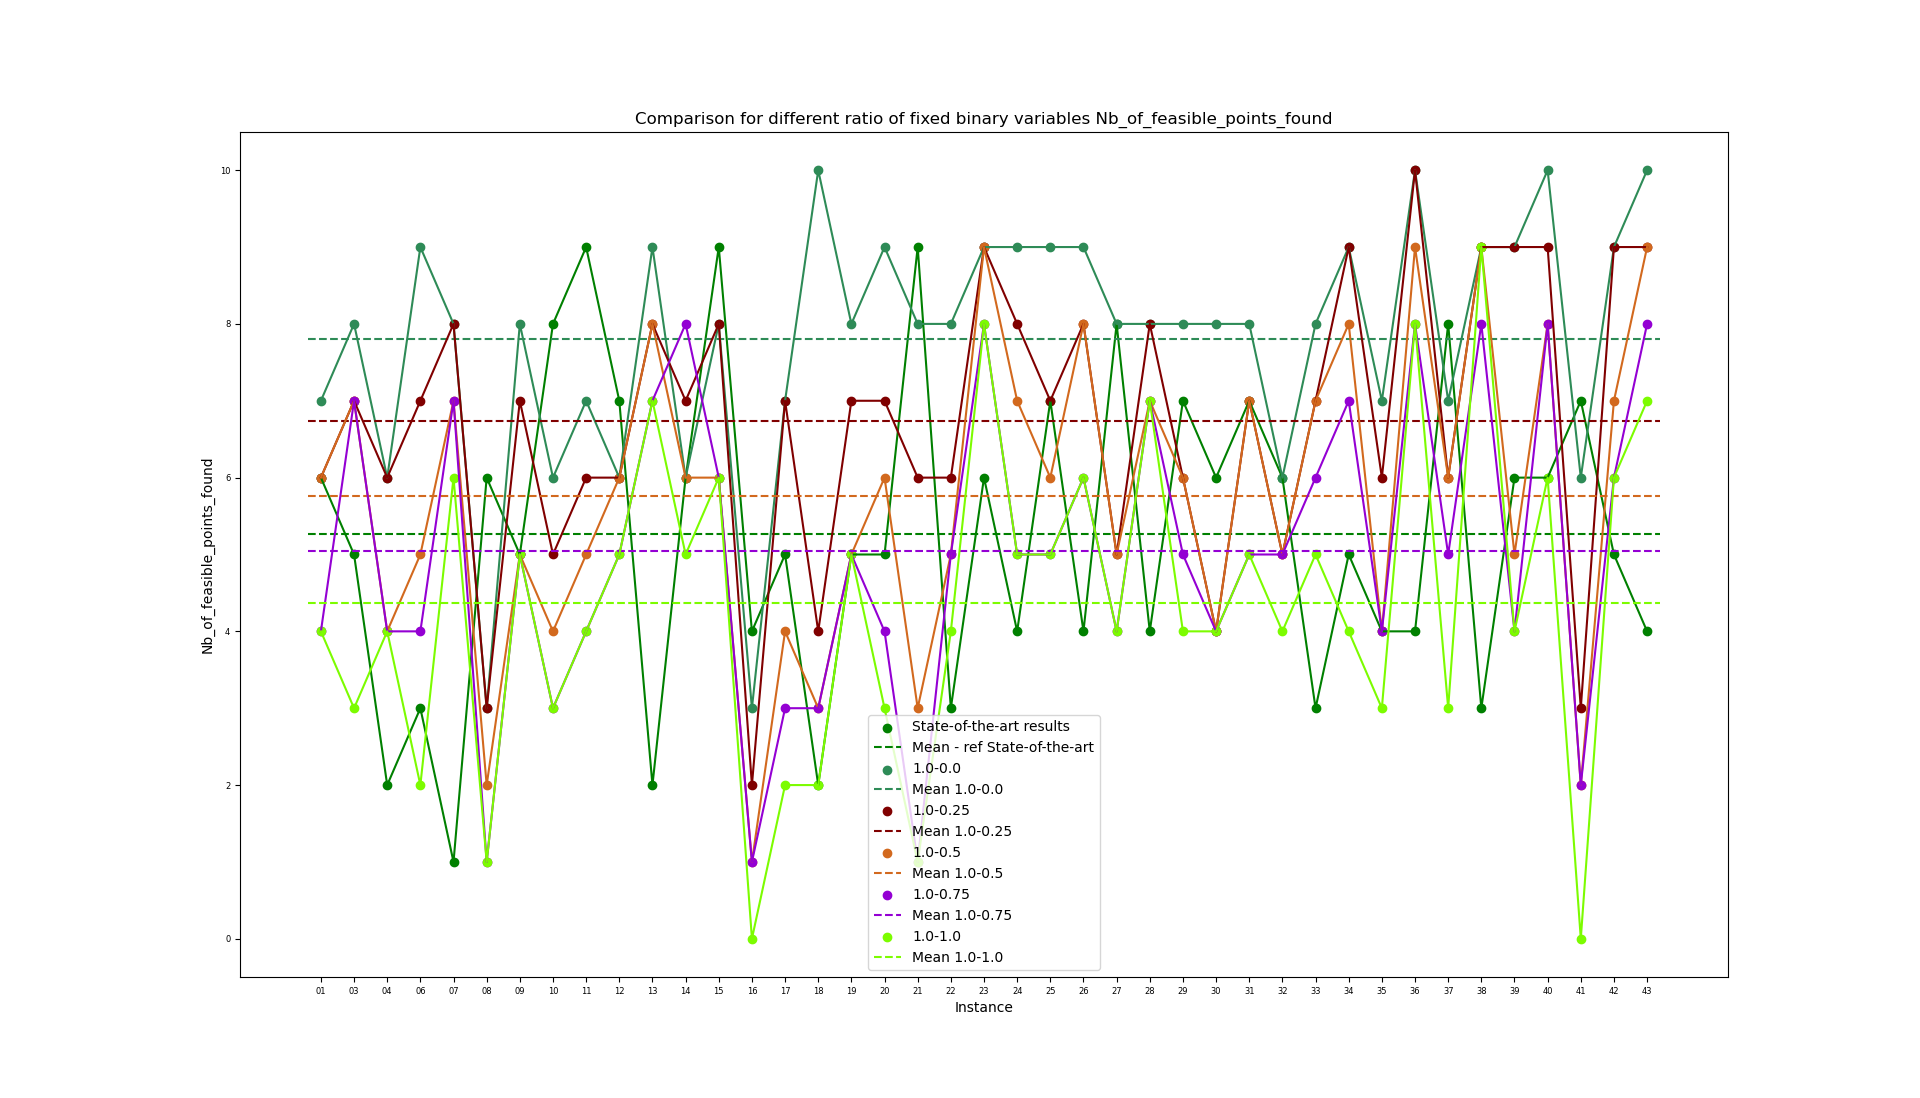 Comparison for different ratio of fixed binary variables Nb_of_feasible_points_found
Nb_of_feasible_points_found
10
8
6
4
2
0
State-of-the-art results
Mean - ref State-of-the-art
1.0-0.0
Mean 1.0-0.0
1.0-0.25
Mean 1.0-0.25
1.0-0.5
Mean 1.0-0.5
1.0-0.75
Mean 1.0-0.75
1.0-1.0
Mean 1.0-1.0
01 03 04 06 07 08 09 10 11 12 13 14 15 16 17 18 19 20 21 22 23 24 25 26 27 28 29 30 31 32 33 34 35 36 37 38 39 40 41 42 43
Instance